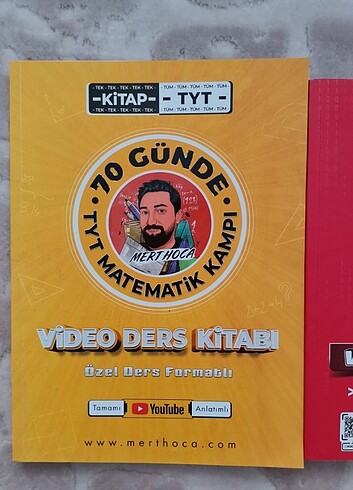 - TEK - TEK - TEK - TEK - TEK - TÜM - TÜM - TÜM - TÜM - TÜM -
-KİTAP- - TYT -
- TEK - TEK - TEK - TEK - TEK - TÜM - TÜM - TÜM - TÜM - TÜM -
• 70 GÜNDE •
TYT MATEMATİK KAMPI
MERT HOCA
VİDEO DERS KİTABI
Özel Ders Formatlı
Tamamı YouTube Anlatımlı
www.merthoca.com